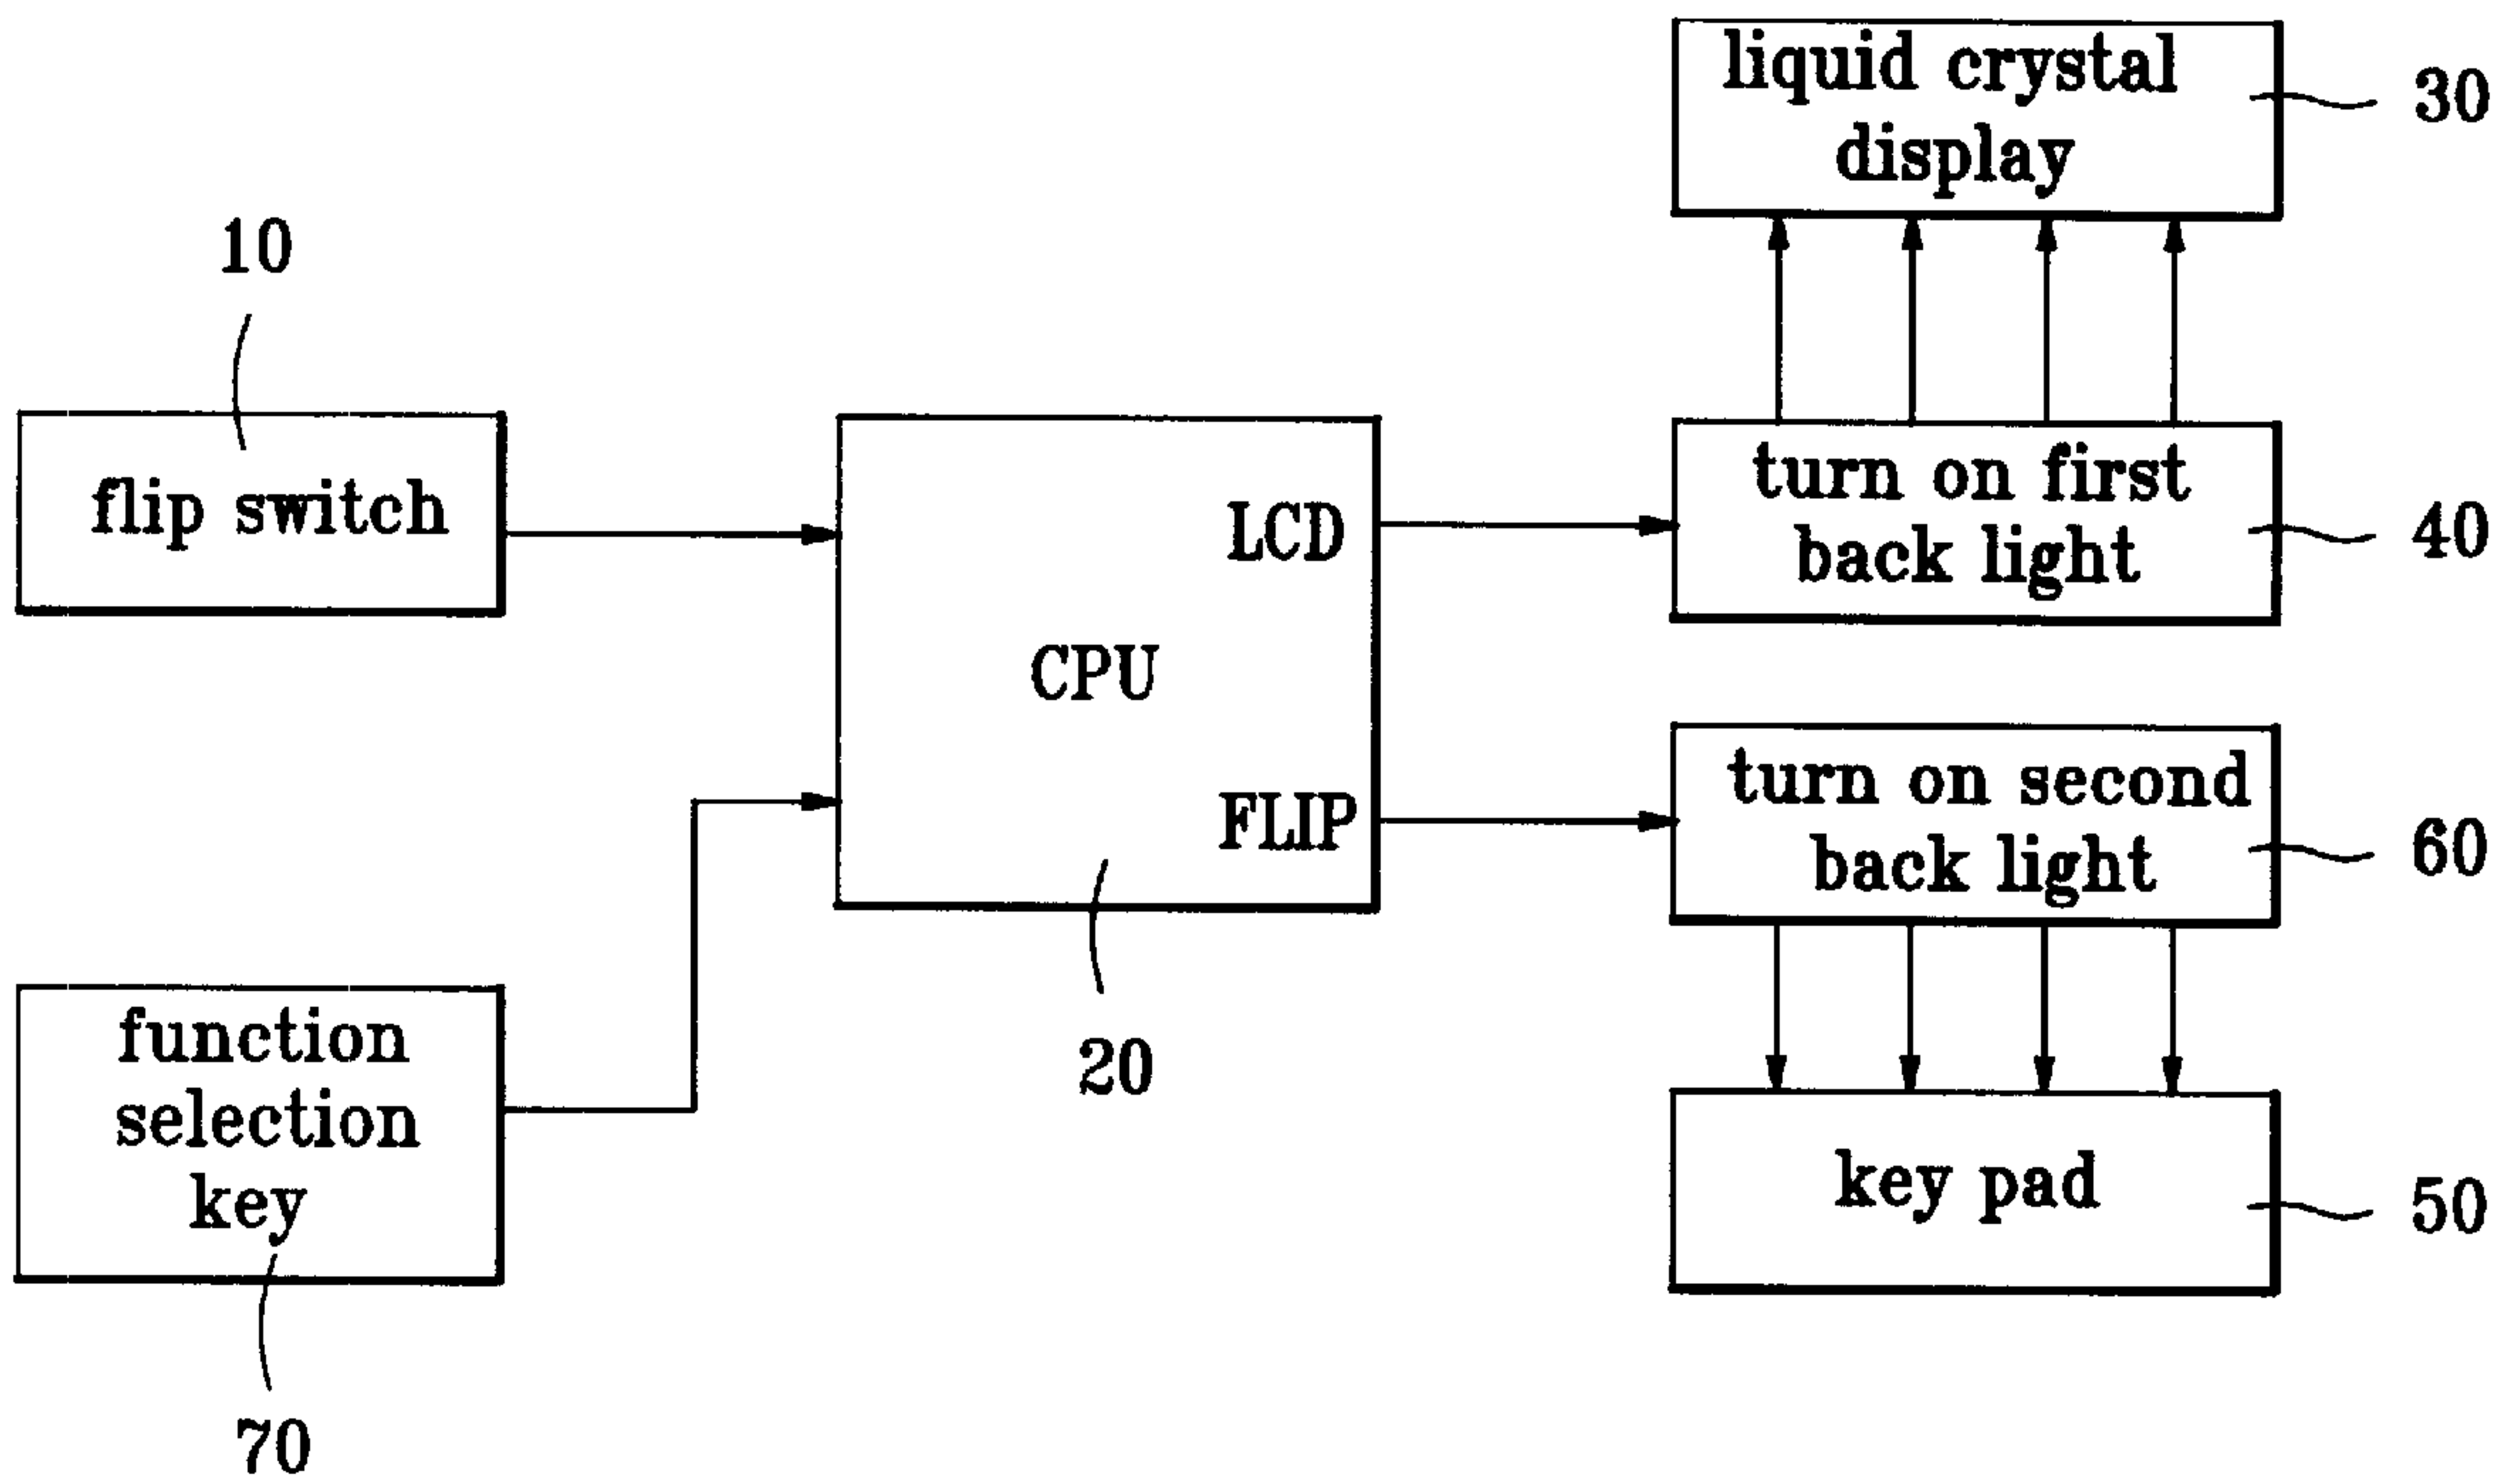 liquid crystal
display
30
10
flip switch
LCD
CPU
FLIP
20
turn on first
back light
40
turn on second
back light
60
function
selection
key
70
key pad
50